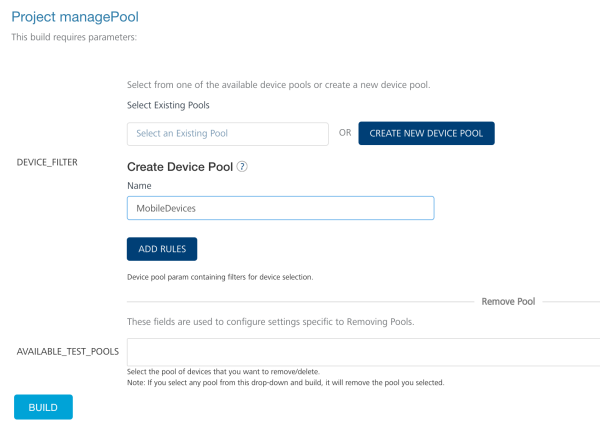 Project managePool
This build requires parameters:
Select from one of the available device pools or create a new device pool.
Select Existing Pools
Select an Existing Pool
OR
CREATE NEW DEVICE POOL
DEVICE_FILTER
Create Device Pool ?
Name
MobileDevices
ADD RULES
Device pool param containing filters for device selection.
Remove Pool
These fields are used to configure settings specific to Removing Pools.
AVAILABLE_TEST_POOLS
Select the pool of devices that you want to remove/delete.
Note: If you select any pool from this drop-down and build, it will remove the pool you selected.
BUILD